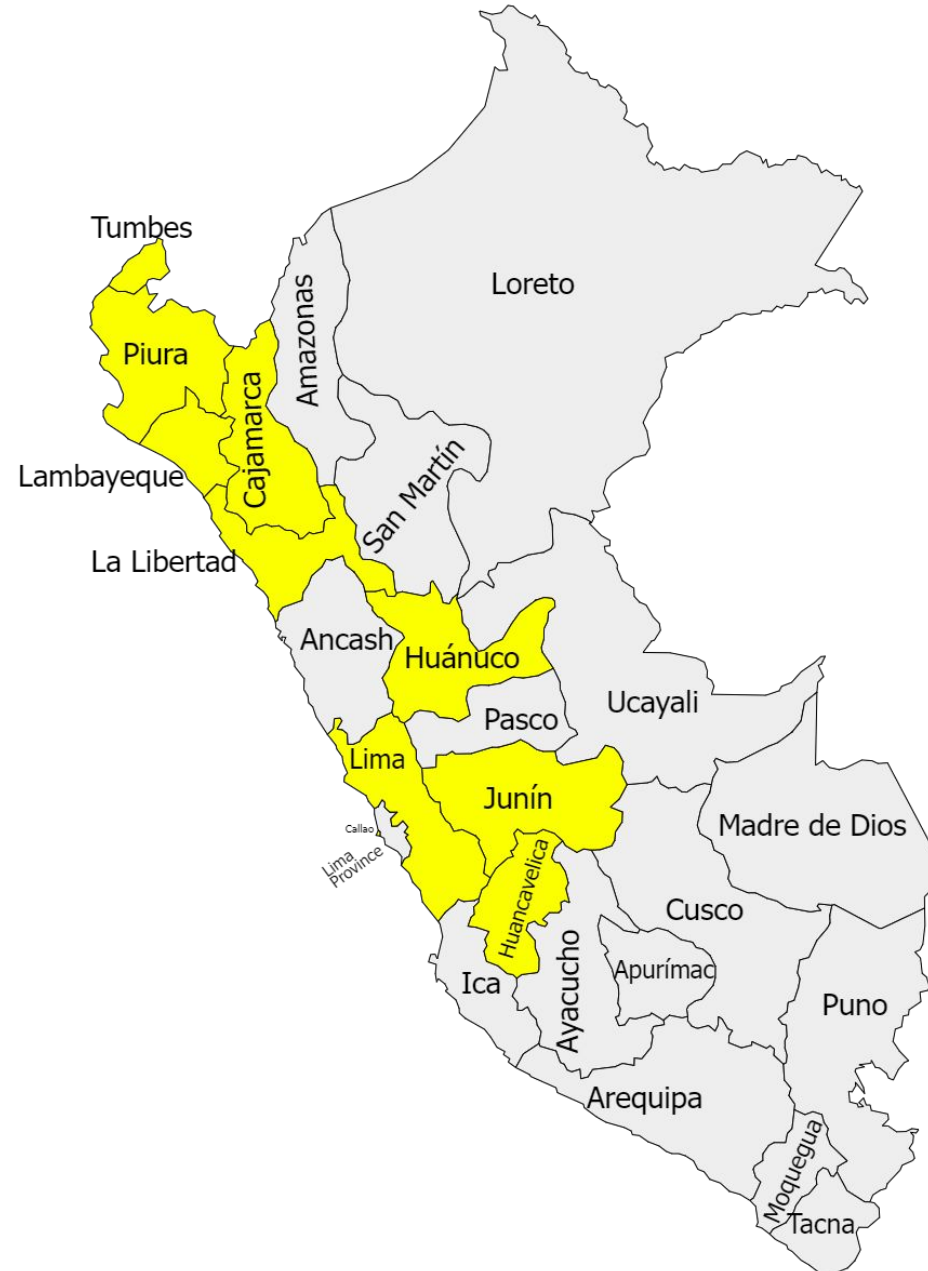 Tumbes
Loreto
Amazonas
Piura
Cajamarca
San Martín
Lambayeque
La Libertad
Ancash
Huánuco
Ucayali
Pasco
Lima
Junín
Madre de Dios
Callao
Lima
Province
Huancavelica
Cusco
Ayacucho
Apurímac
Ica
Puno
Arequipa
Moquegua
Tacna